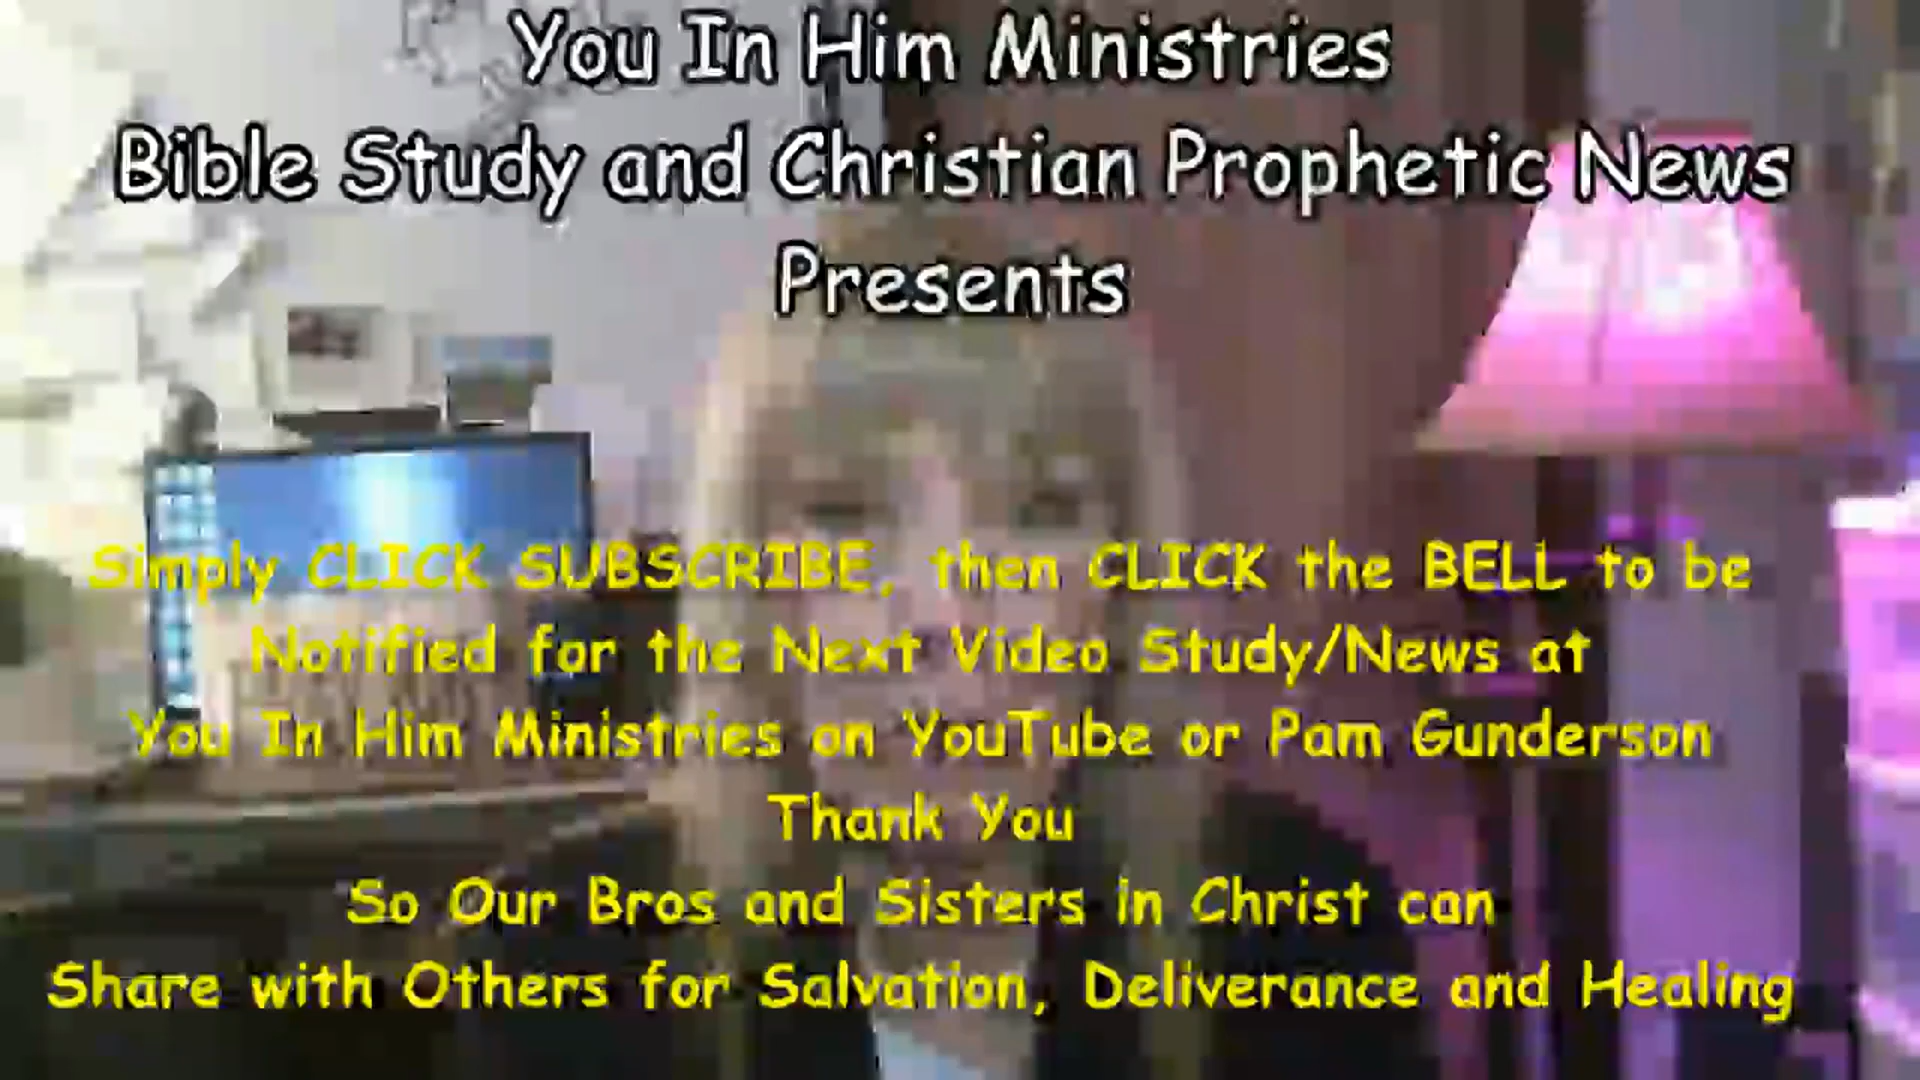 You In Him Ministries
Bible Study and Christian Prophetic News
Presents
Simply CLICK SUBSCRIBE, then CLICK the BELL to be
Notified for the Next Video Study/News at
You In Him Ministries on YouTube or Pam Gunderson
Thank You
So Our Bros and Sisters in Christ can
Share with Others for Salvation, Deliverance and Healing